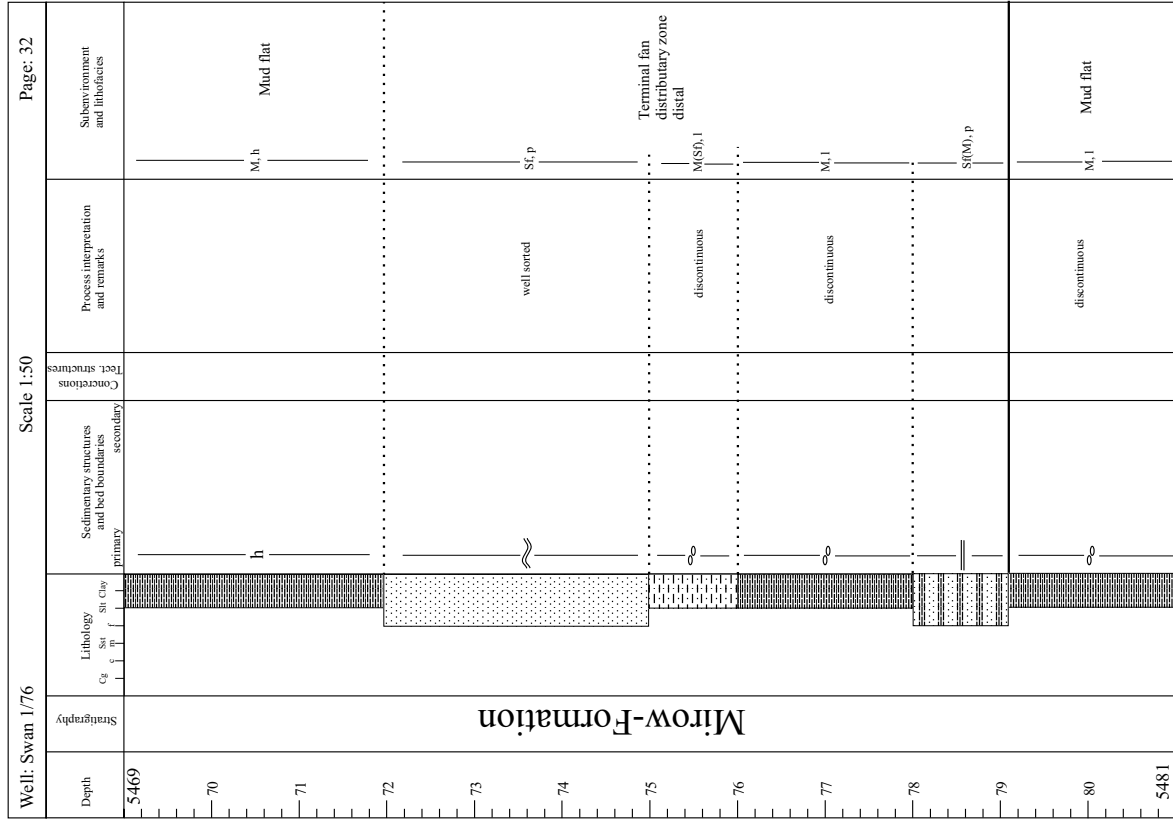 Well: Swan 1/76
Scale 1:50
Page: 32
Depth
Stratigraphy
Lithology
Cg
c
Sst
m
f
Slt
Clay
Sedimentary structures
and bed boundaries
primary
secondary
Concretions
Tect. structures
Process interpretation
and remarks
Subenvironment
and lithofacies
5469
70
71
72
73
74
75
76
77
78
79
80
5481
Mirow-Formation
h
M, h
Mud flat
well sorted
Sf, p
Terminal fan
distributary zone
distal
discontinuous
M(Sf), l
discontinuous
M, l
Sf(M), p
discontinuous
M, l
Mud flat